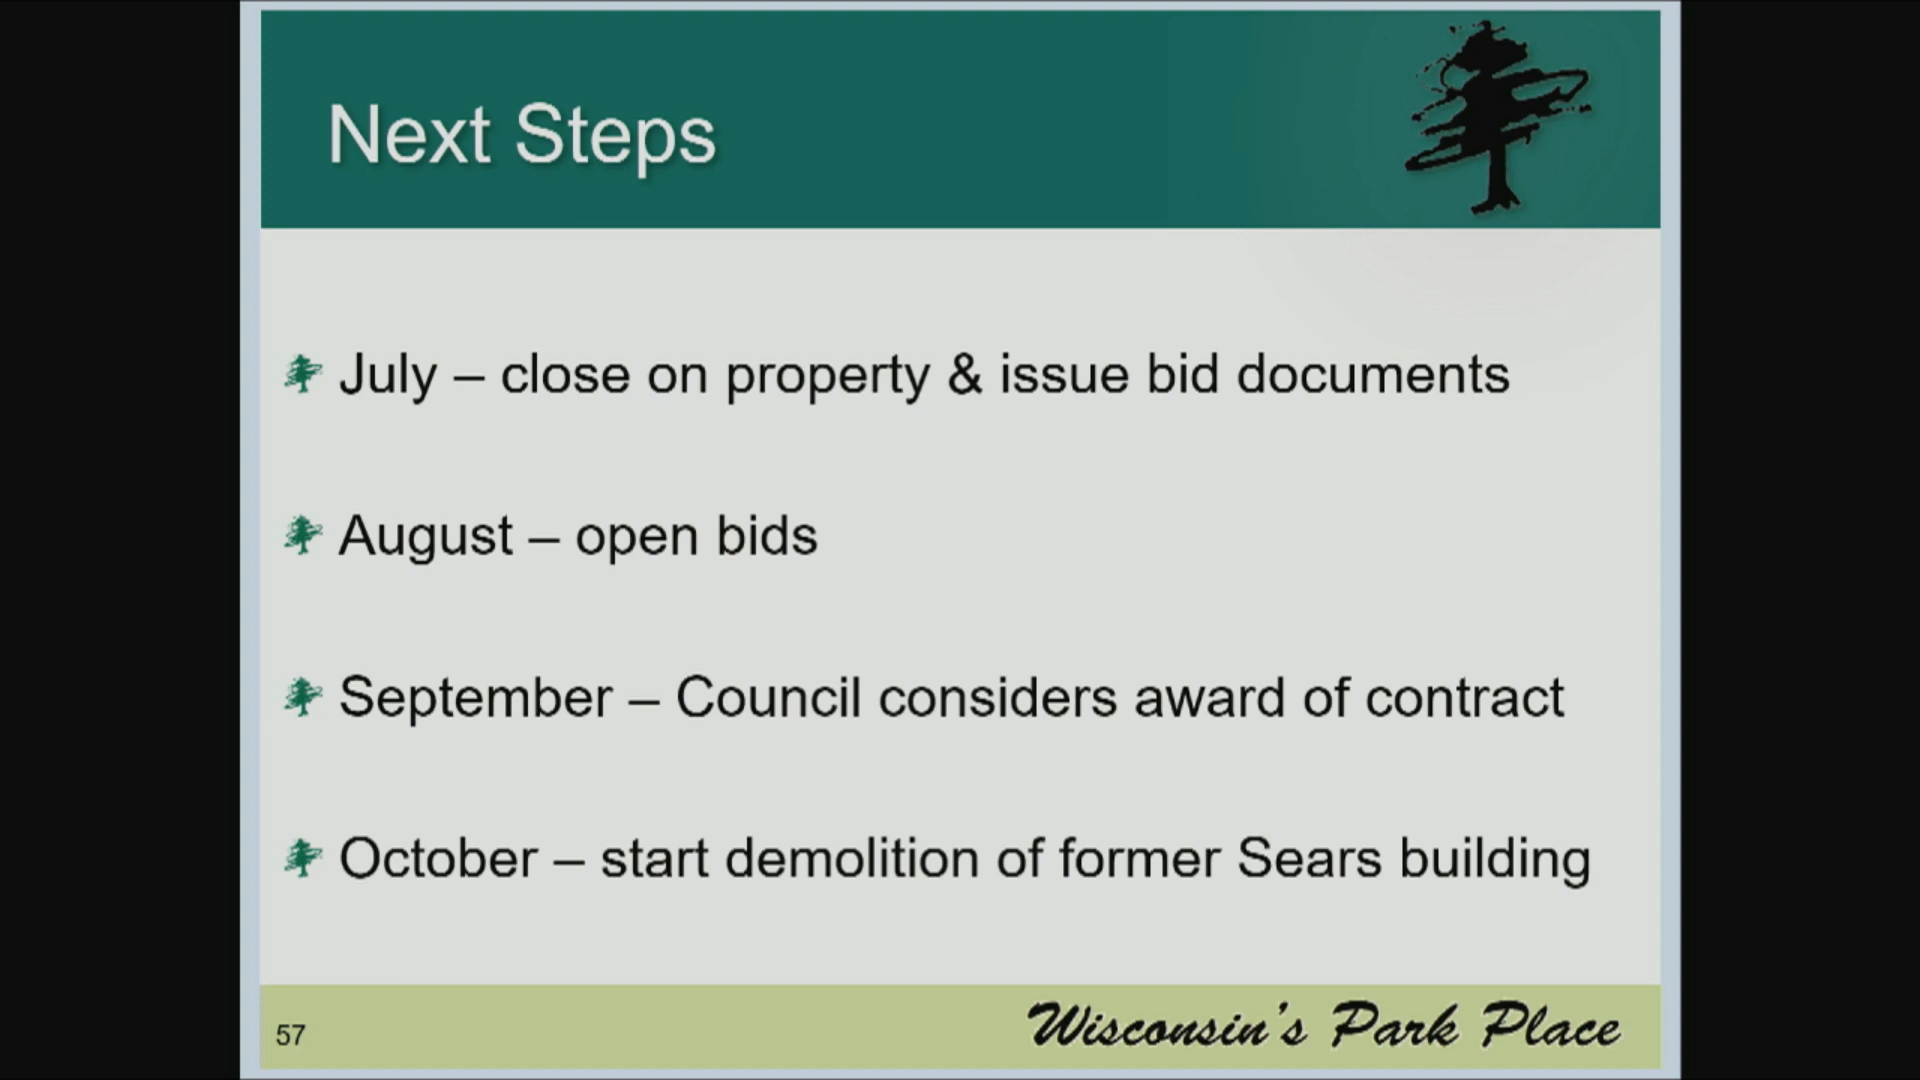 Next Steps
July – close on property & issue bid documents
August – open bids
September – Council considers award of contract
October – start demolition of former Sears building
57
Wisconsin's Park Place